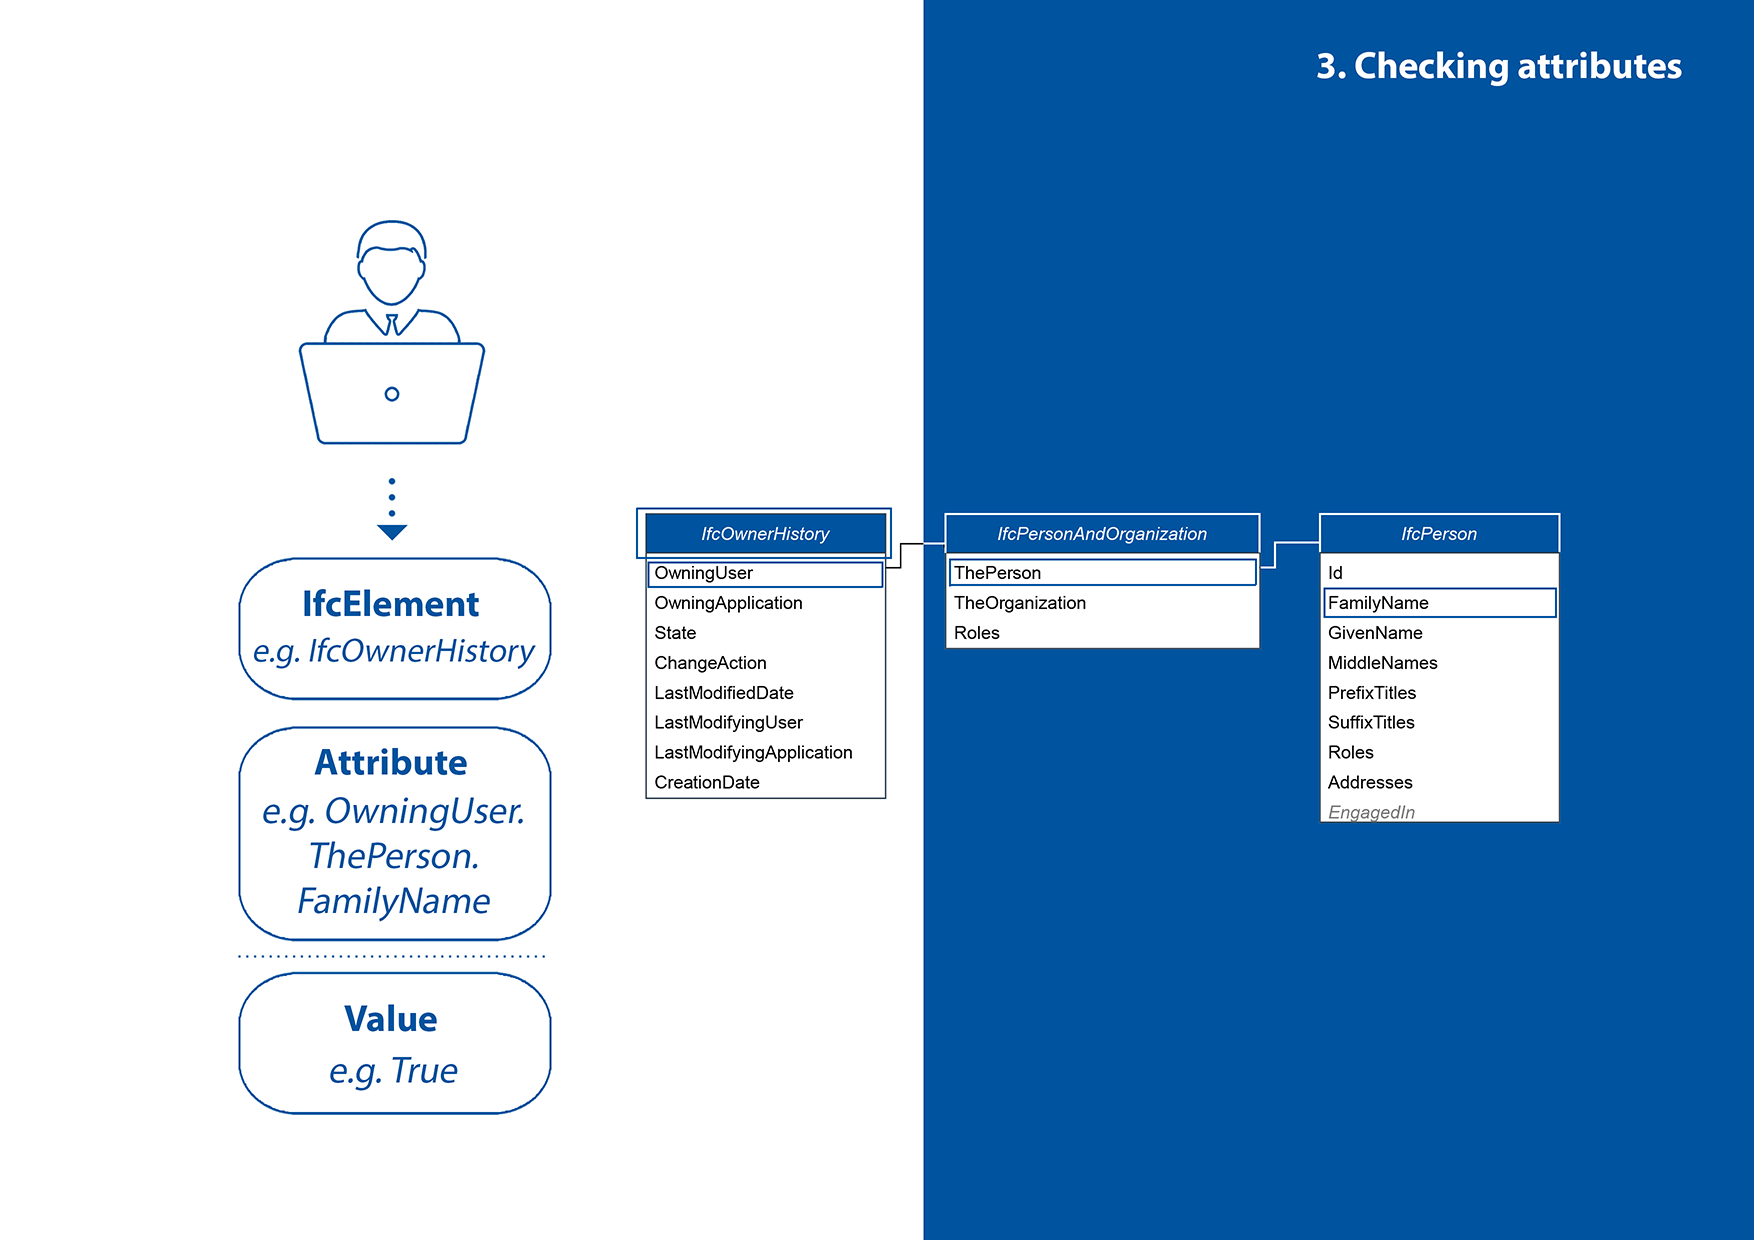 3. Checking attributes
IfcElement
e.g. IfcOwnerHistory
Attribute
e.g. OwningUser.
ThePerson.
FamilyName
Value
e.g. True
IfcOwnerHistory
OwningUser
OwningApplication
State
ChangeAction
LastModifiedDate
LastModifyingUser
LastModifyingApplication
CreationDate
IfcPersonAndOrganization
ThePerson
TheOrganization
Roles
IfcPerson
Id
FamilyName
GivenName
MiddleNames
PrefixTitles
SuffixTitles
Roles
Addresses
EngagedIn